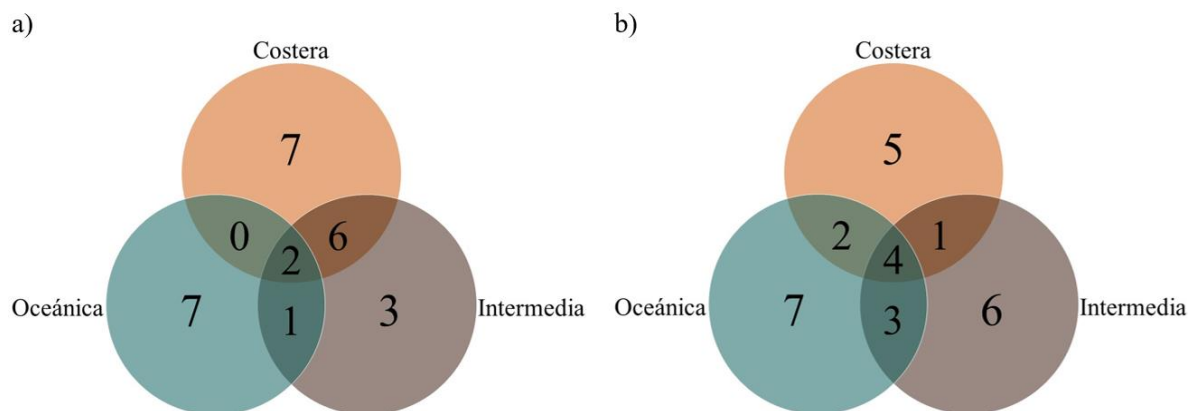 a)
Costera
7
0
6
2
Oceánica
7
1
3
Intermedia
b)
Costera
5
2
1
4
Oceánica
7
3
6
Intermedia